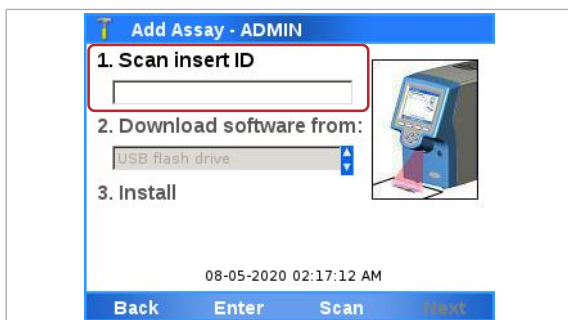 Add Assay - ADMIN
1. Scan insert ID
2. Download software from:
USB flash drive
3. Install
08-05-2020 02:17:12 AM
Back Enter Scan Next